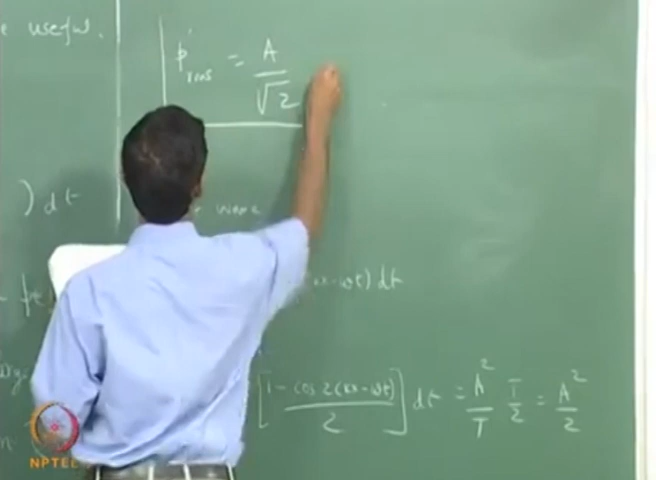 e useful.
p'rms = A/√2
) dt
wave
(kx-ωt) dt
[1 - cos 2(kx-ωt)/2] dt = A²/T T/2 = A²/2
NPTEL